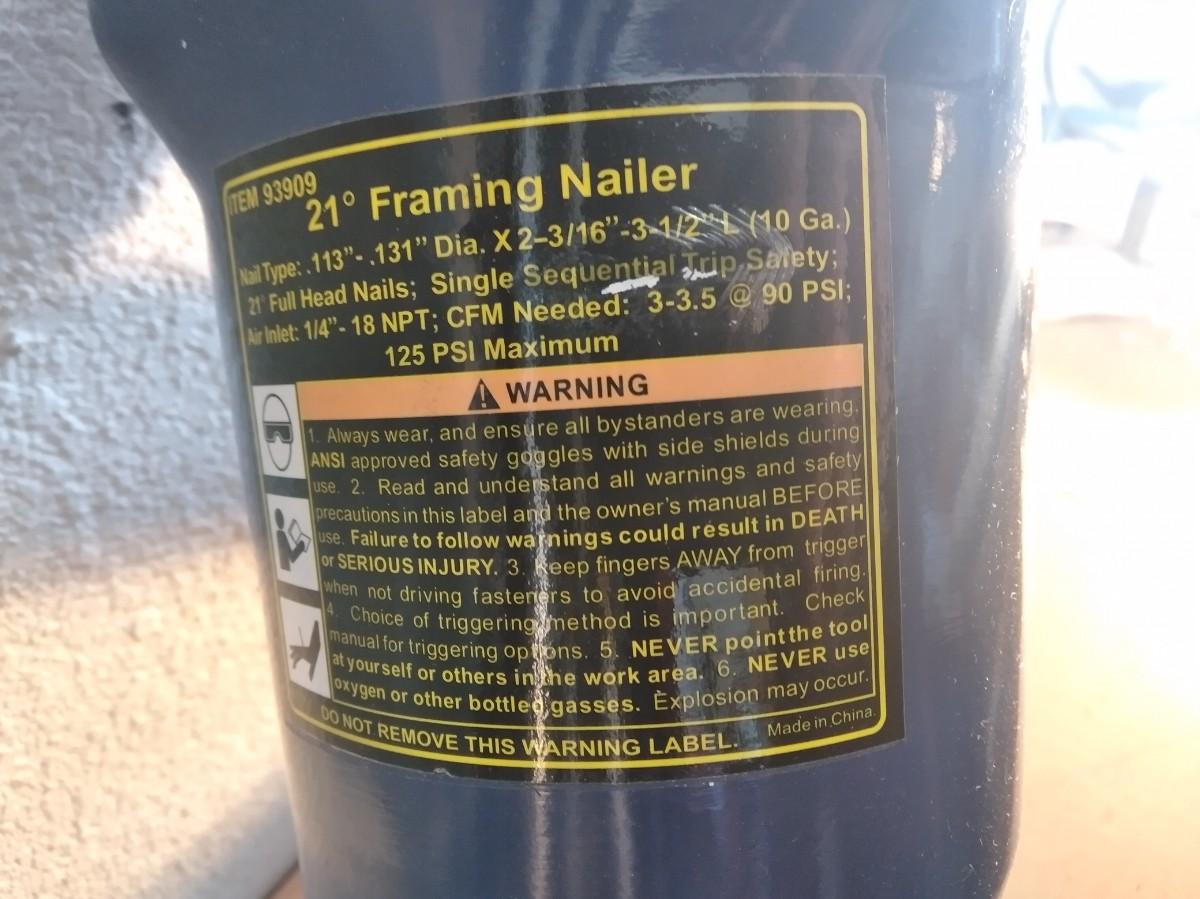 ITEM 93909
21° Framing Nailer
Nail Type: .113”- .131” Dia. X 2–3/16”-3-1/2” L (10 Ga.)
21° Full Head Nails; Single Sequential Trip Safety;
Air Inlet: 1/4”- 18 NPT; CFM Needed: 3-3.5 @ 90 PSI;
125 PSI Maximum
WARNING
1. Always wear, and ensure all bystanders are wearing,
ANSI approved safety goggles with side shields during
use. 2. Read and understand all warnings and safety
precautions in this label and the owner's manual BEFORE
use. Failure to follow warnings could result in DEATH
or SERIOUS INJURY. 3. Keep fingers AWAY from trigger
when not driving fasteners to avoid accidental firing.
4. Choice of triggering method is important. Check
manual for triggering options. 5. NEVER point the tool
at yourself or others in the work area. 6. NEVER use
oxygen or other bottled gasses. Explosion may occur.
DO NOT REMOVE THIS WARNING LABEL. Made in China.